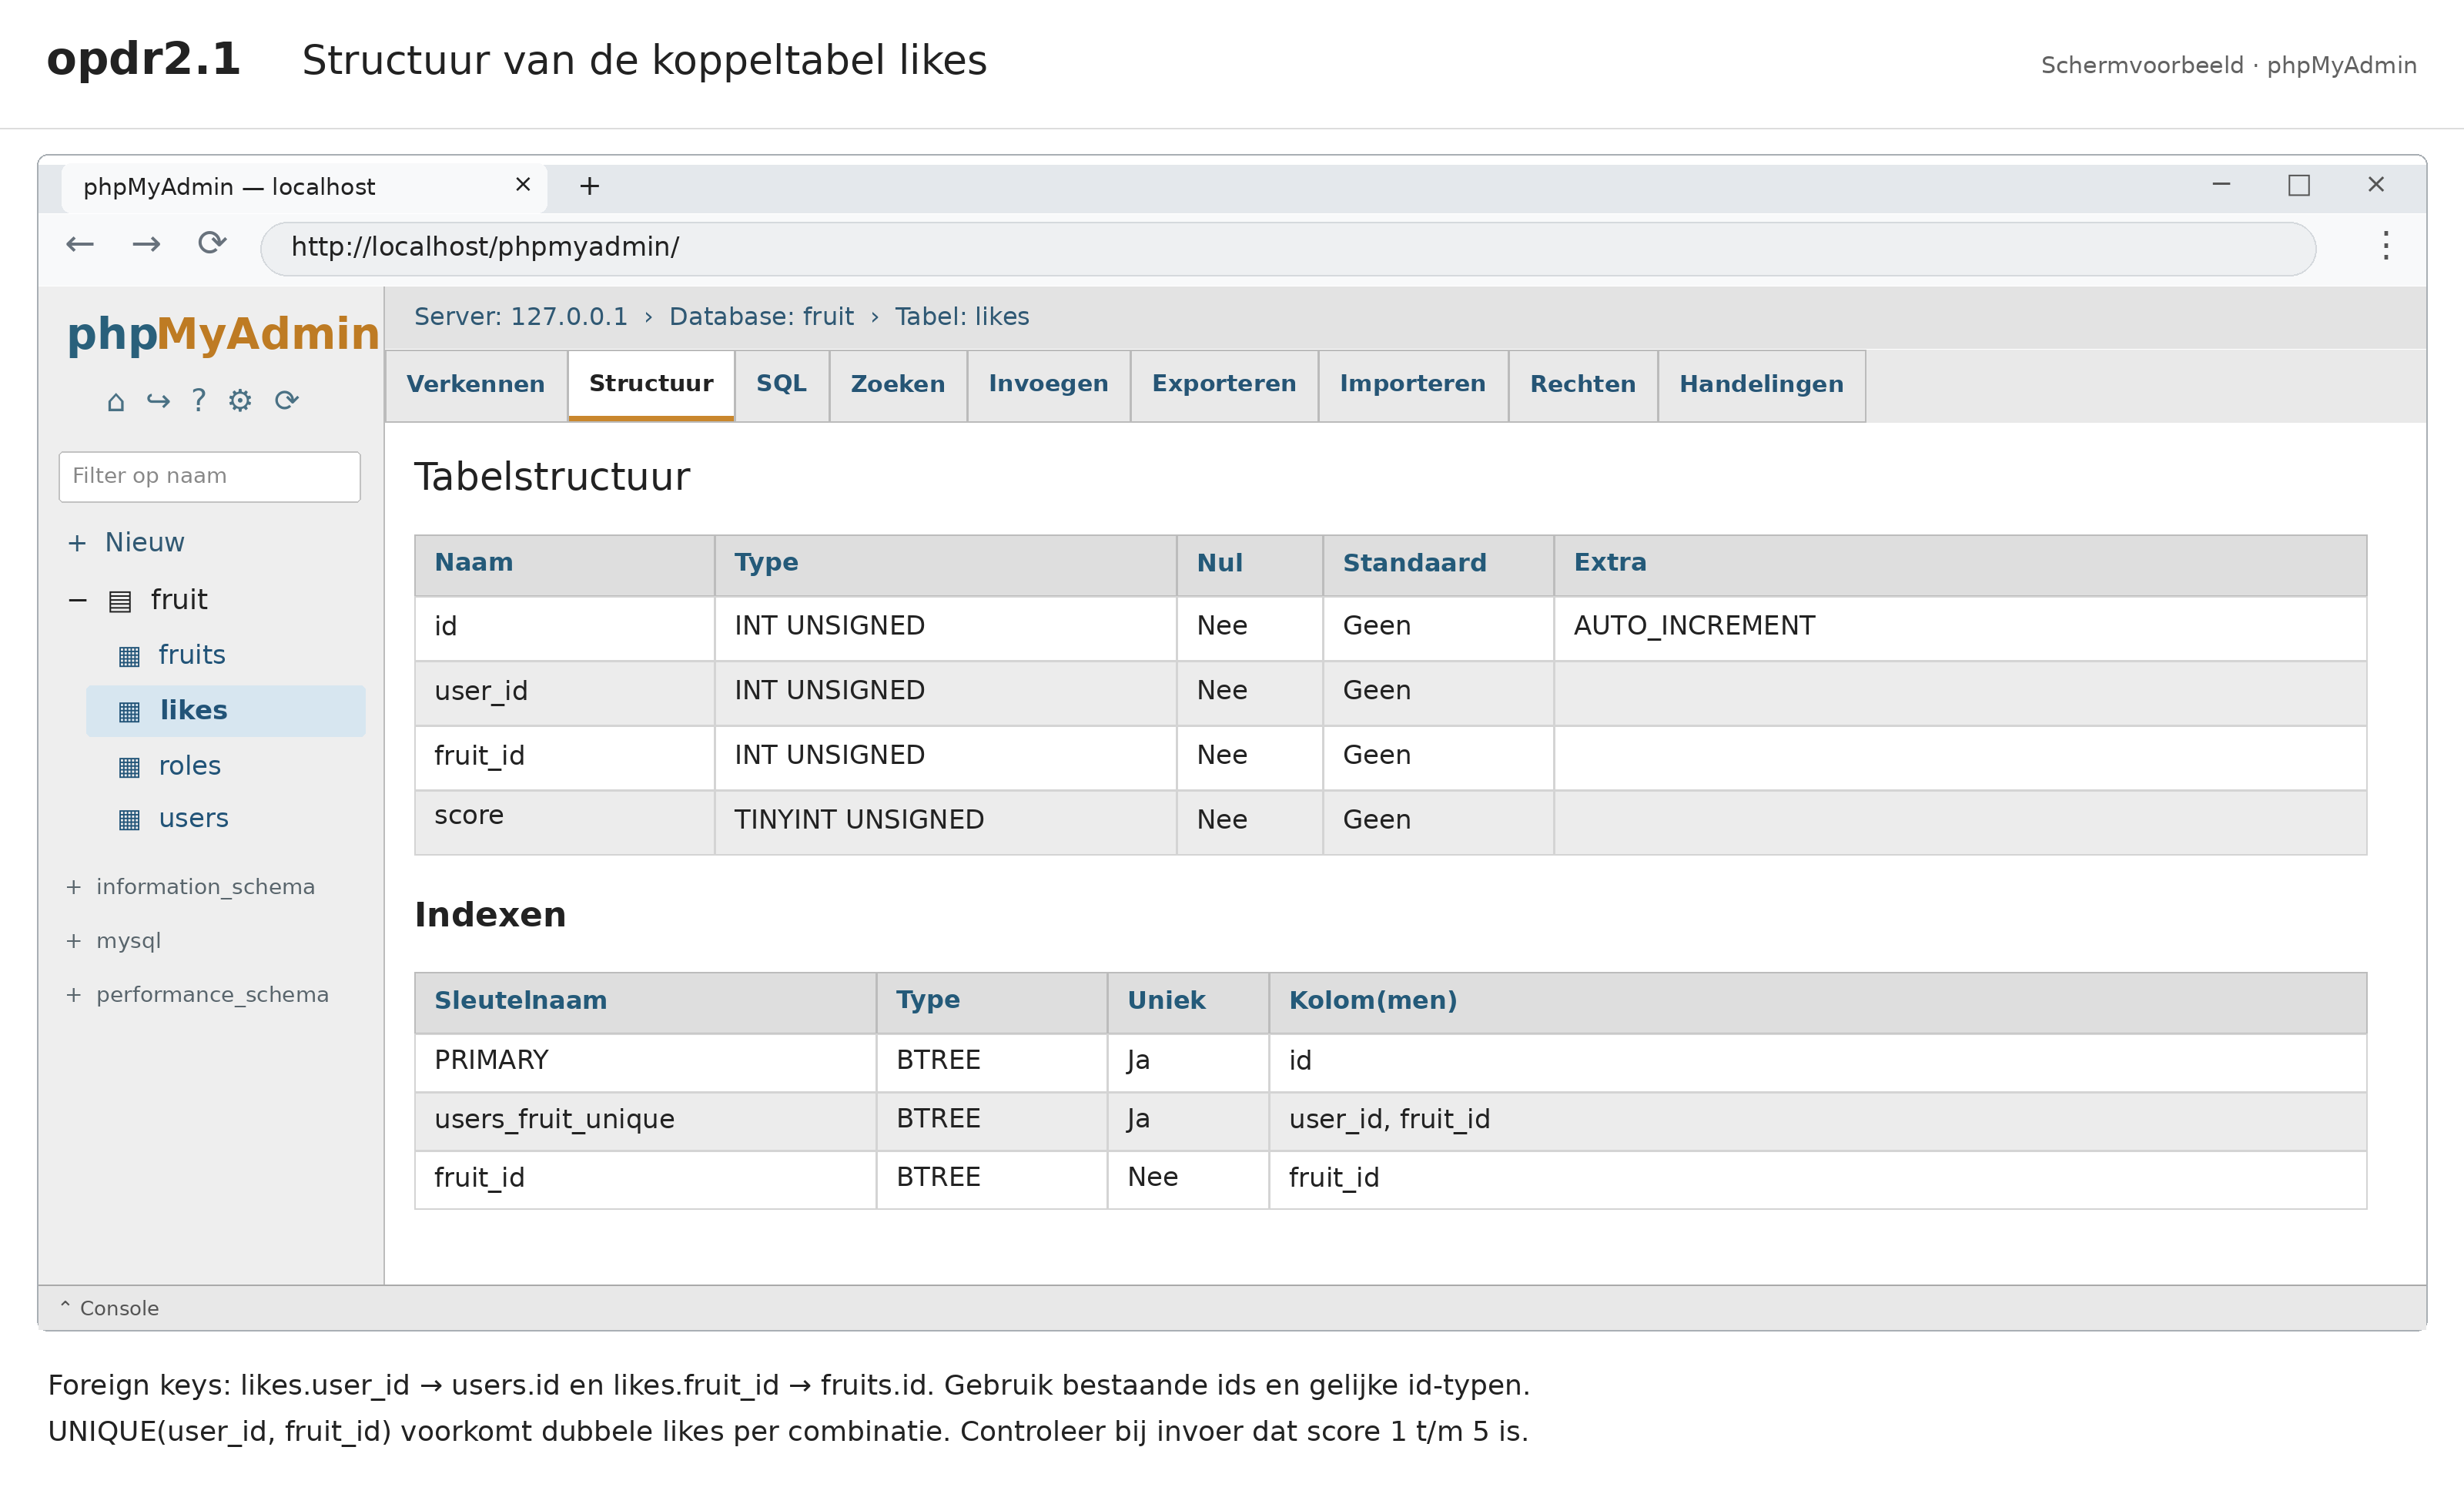 opdr2.1 Structuur van de koppeltabel likes Schermvoorbeeld · phpMyAdmin
phpMyAdmin — localhost × + − □ ×
← → ⟳ http://localhost/phpmyadmin/ ⋮
phpMyAdmin
⌂ ↪ ? ⚙ ⟳
Filter op naam
+ Nieuw
− ▤ fruit
▦ fruits
▦ likes
▦ roles
▦ users
+ information_schema
+ mysql
+ performance_schema
Server: 127.0.0.1 › Database: fruit › Tabel: likes
Verkennen Structuur SQL Zoeken Invoegen Exporteren Importeren Rechten Handelingen
Tabelstructuur
Naam Type Nul Standaard Extra
id INT UNSIGNED Nee Geen AUTO_INCREMENT
user_id INT UNSIGNED Nee Geen
fruit_id INT UNSIGNED Nee Geen
score TINYINT UNSIGNED Nee Geen
Indexen
Sleutelnaam Type Uniek Kolom(men)
PRIMARY BTREE Ja id
users_fruit_unique BTREE Ja user_id, fruit_id
fruit_id BTREE Nee fruit_id
⌃ Console
Foreign keys: likes.user_id → users.id en likes.fruit_id → fruits.id. Gebruik bestaande ids en gelijke id-typen.
UNIQUE(user_id, fruit_id) voorkomt dubbele likes per combinatie. Controleer bij invoer dat score 1 t/m 5 is.